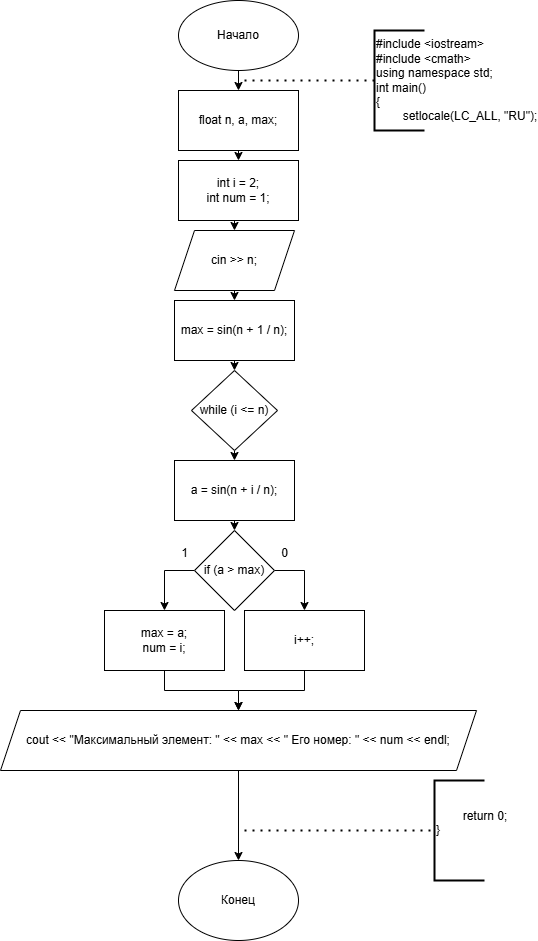 Начало
#include <iostream>
#include <cmath>
using namespace std;
int main()
{
setlocale(LC_ALL, "RU");
float n, a, max;
int i = 2;
int num = 1;
cin >> n;
max = sin(n + 1 / n);
while (i <= n)
a = sin(n + i / n);
1
0
if (a > max)
max = a;
num = i;
i++;
cout << "Максимальный элемент: " << max << " Его номер: " << num << endl;
return 0;
}
Конец